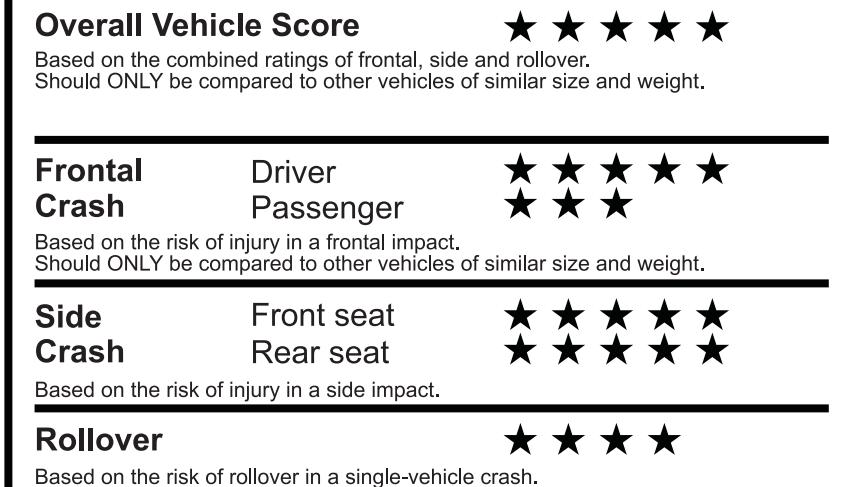 Overall Vehicle Score ★ ★ ★ ★ ★
Based on the combined ratings of frontal, side and rollover.
Should ONLY be compared to other vehicles of similar size and weight.
Frontal Driver ★ ★ ★ ★ ★
Crash Passenger ★ ★ ★
Based on the risk of injury in a frontal impact.
Should ONLY be compared to other vehicles of similar size and weight.
Side Front seat ★ ★ ★ ★ ★
Crash Rear seat ★ ★ ★ ★ ★
Based on the risk of injury in a side impact.
Rollover ★ ★ ★ ★
Based on the risk of rollover in a single-vehicle crash.